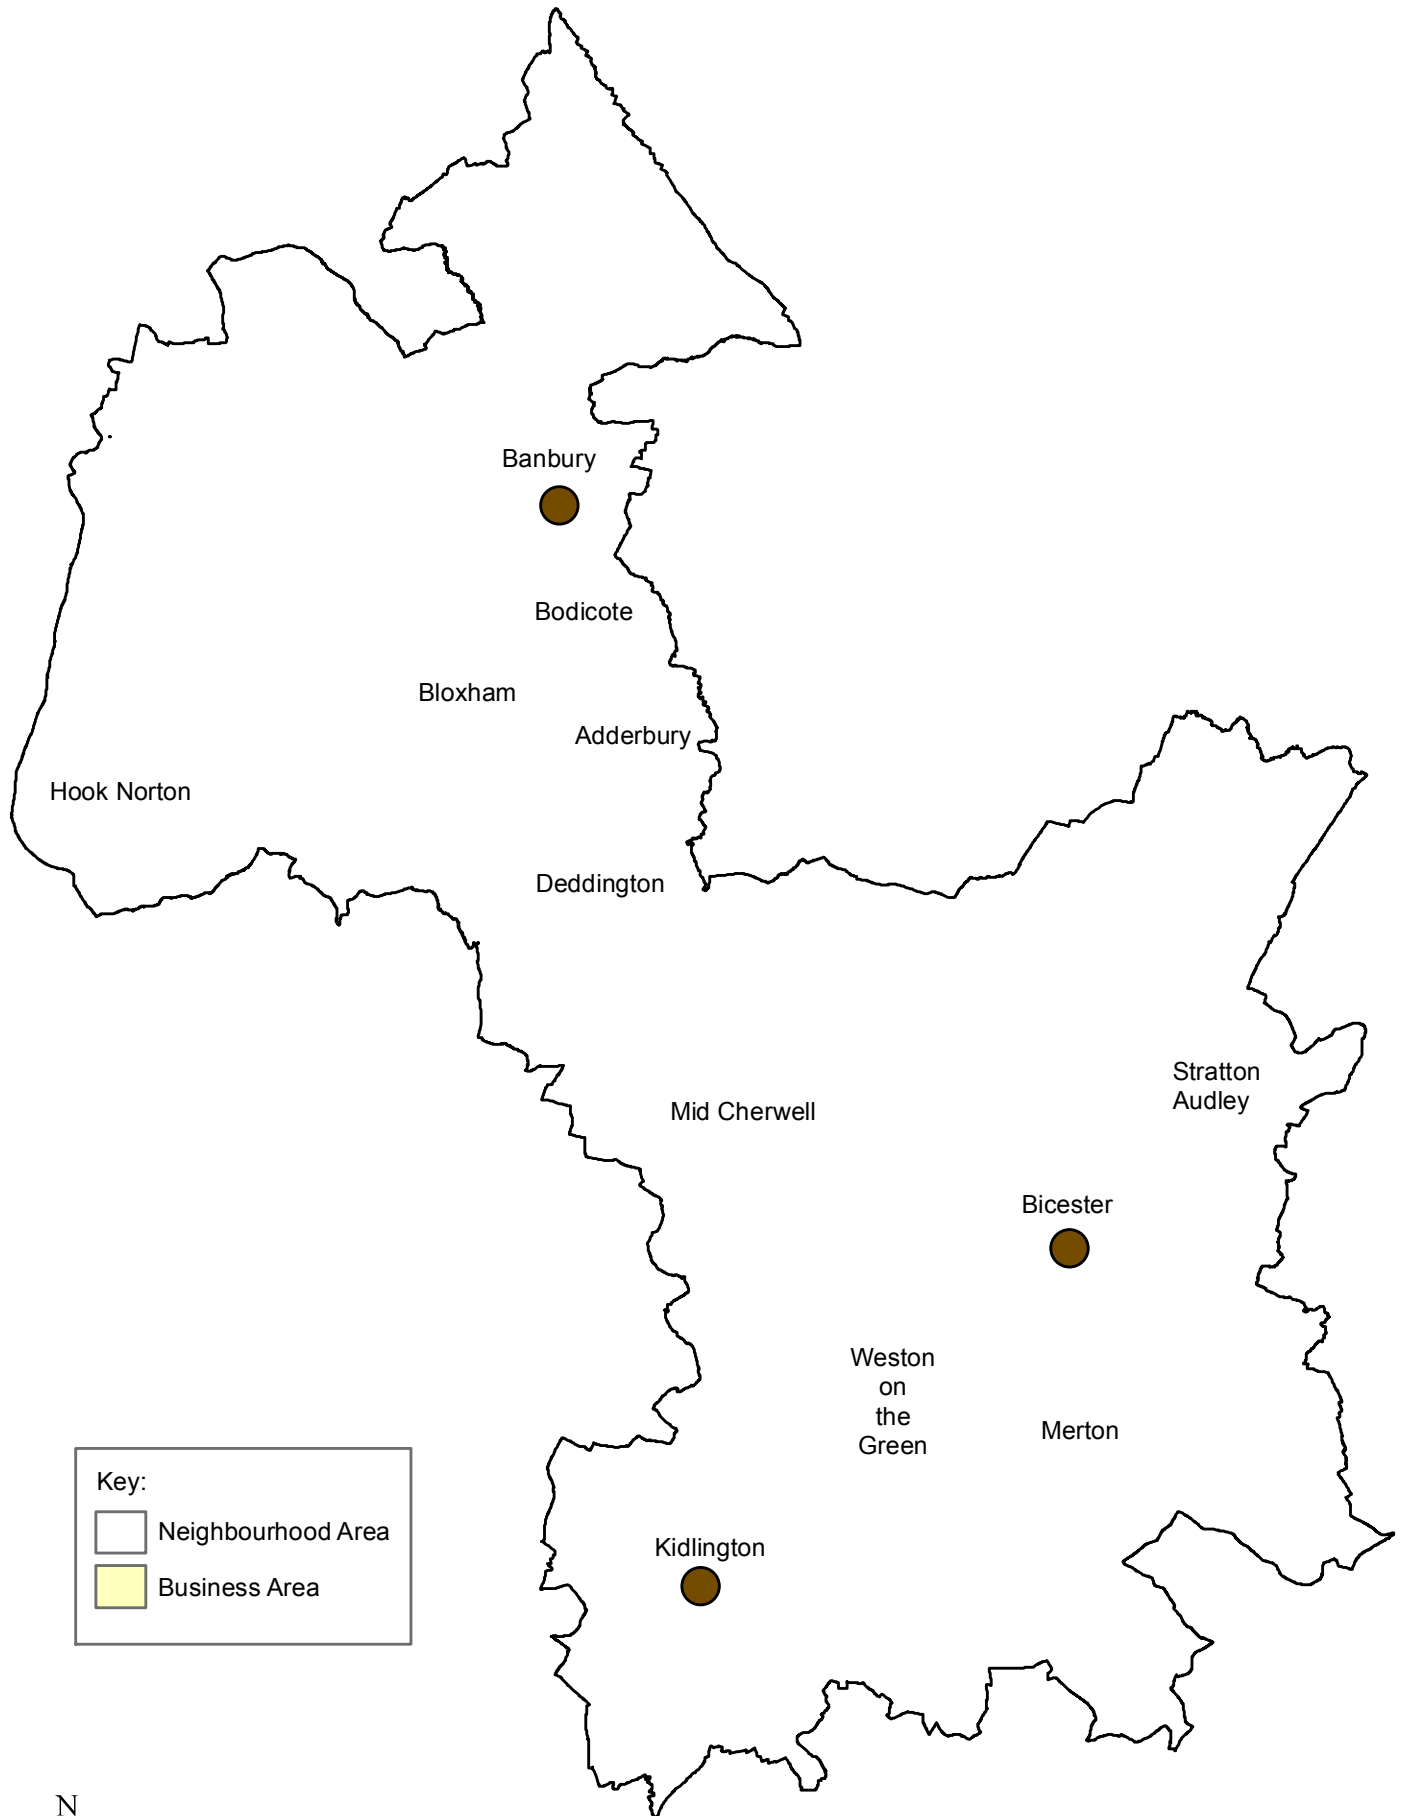 Banbury
Bodicote
Bloxham
Adderbury
Hook Norton
Deddington
Stratton
Audley
Mid Cherwell
Bicester
Weston
on
the
Green
Merton
Key:
Neighbourhood Area
Business Area
Kidlington
N